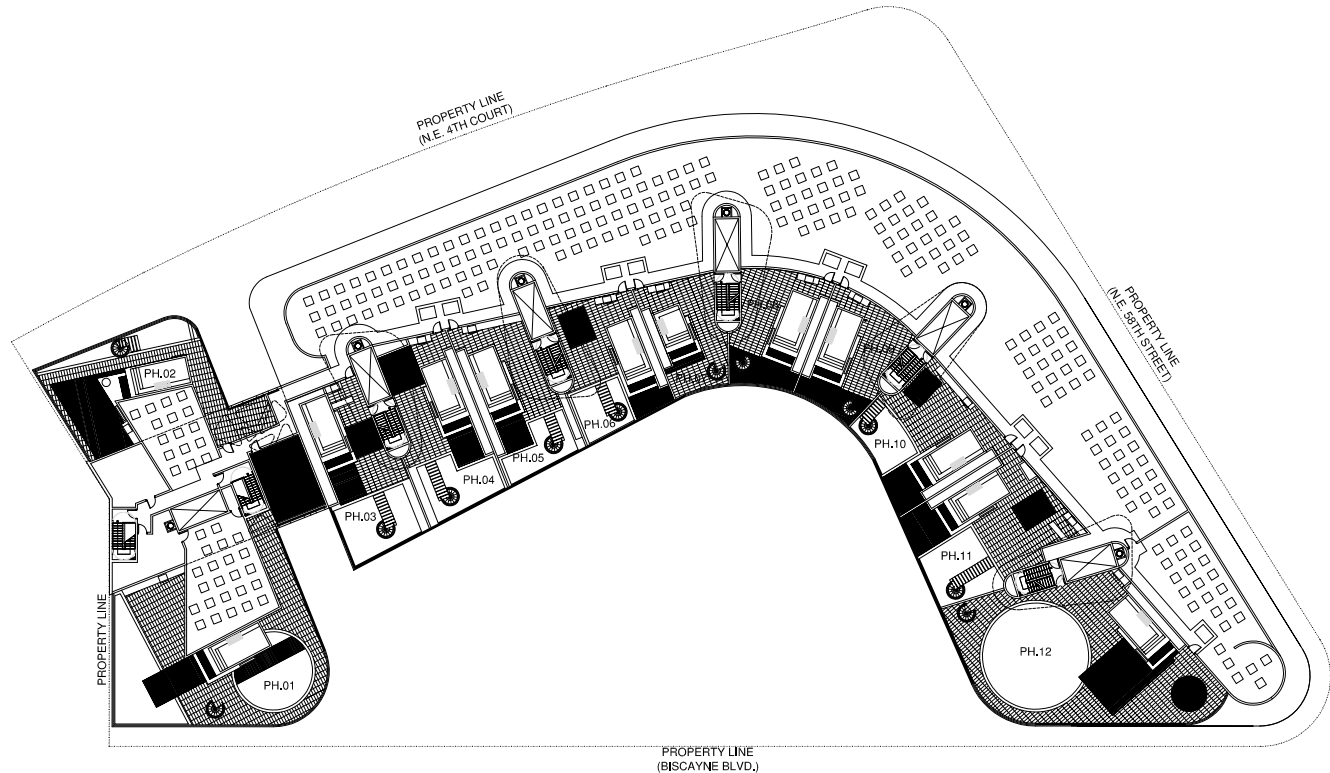 PROPERTY LINE
(N.E. 4TH COURT)
PROPERTY LINE
(N.E. 58TH STREET)
PH.02
PH.06
PH.05
PH.04
PH.03
PH.10
PH.11
PH.12
PH.01
PROPERTY LINE
PROPERTY LINE
(BISCAYNE BLVD.)